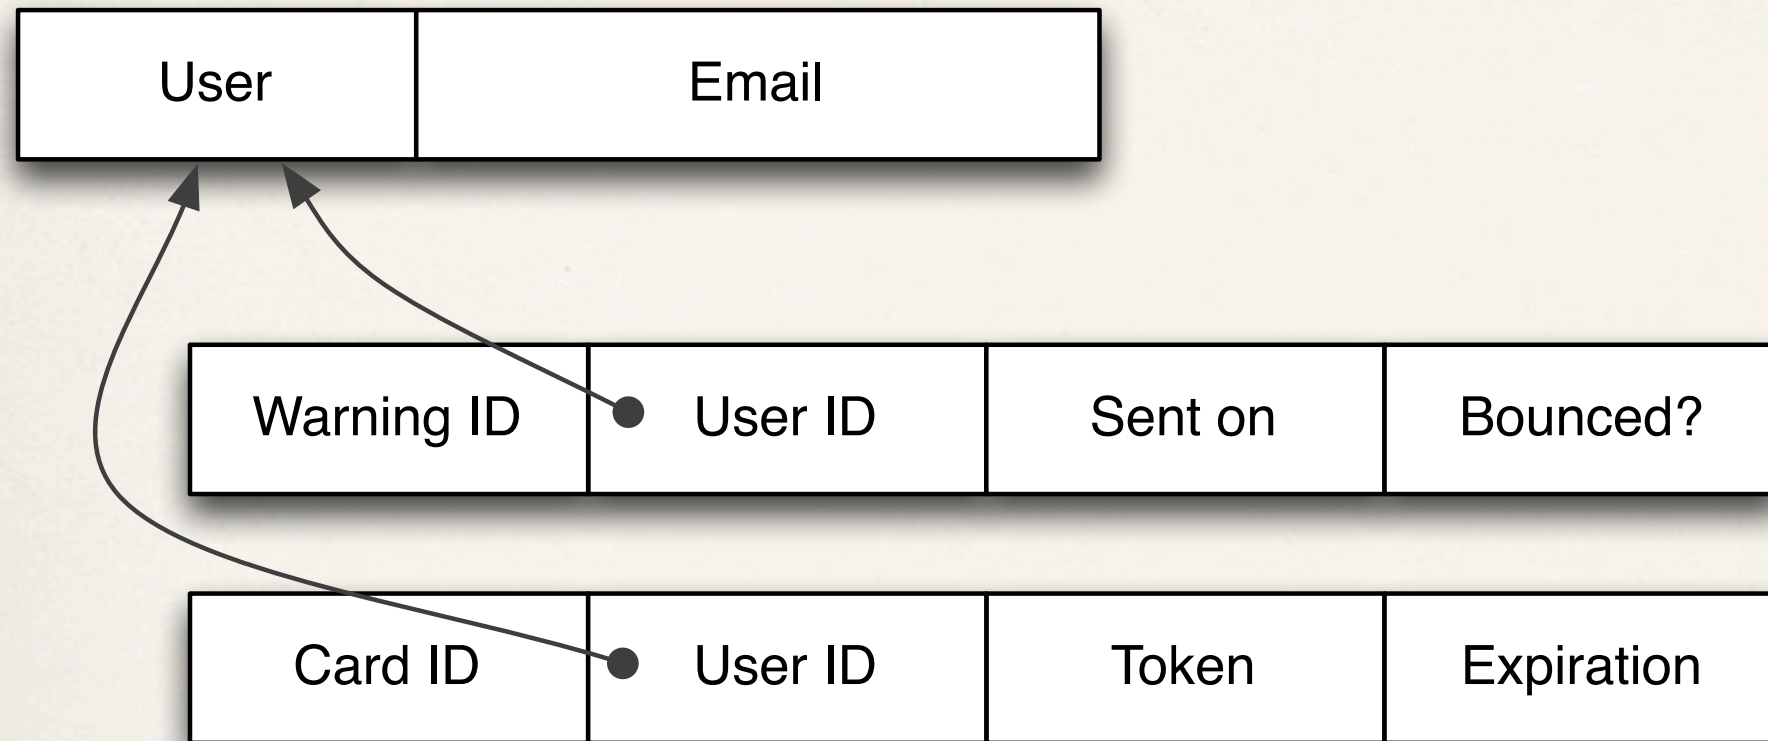 User Email
Warning ID User ID Sent on Bounced?
Card ID User ID Token Expiration